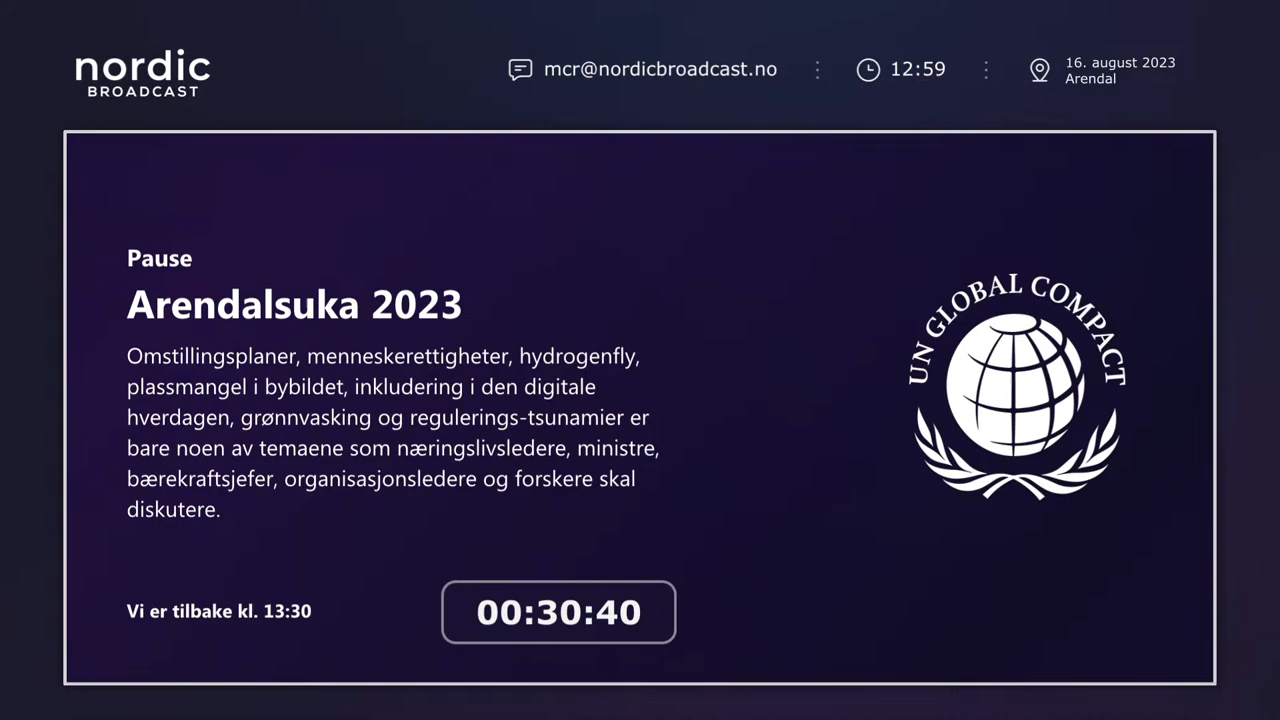 nordic
BROADCAST
mcr@nordicbroadcast.no
12:59
16. august 2023
Arendal
Pause
Arendalsuka 2023
Omstillingsplaner, menneskerettigheter, hydrogenfly,
plassmangel i bybildet, inkludering i den digitale
hverdagen, grønnvasking og regulerings-tsunamier er
bare noen av temaene som næringslivsledere, ministre,
bærekraftsjefer, organisasjonsledere og forskere skal
diskutere.
UN GLOBAL COMPACT
Vi er tilbake kl. 13:30
00:30:40